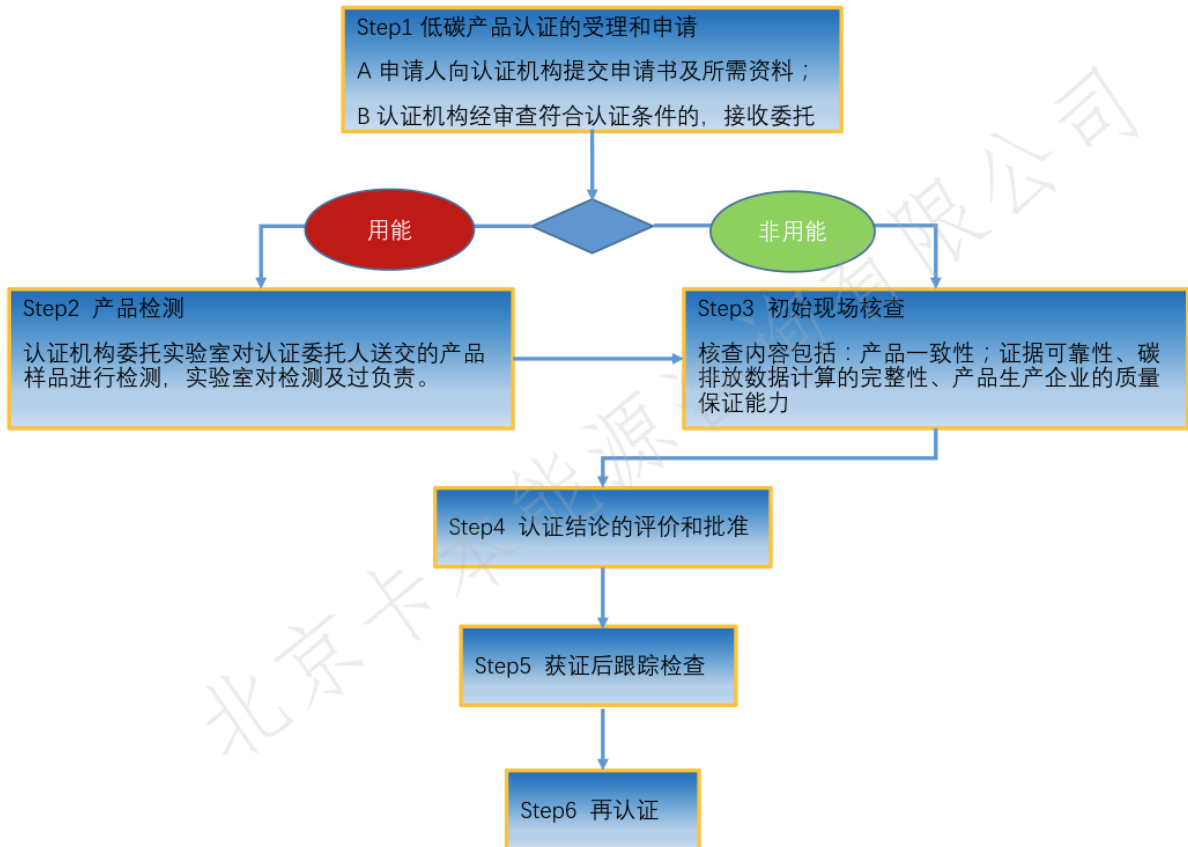 Step1 低碳产品认证的受理和申请
A 申请人向认证机构提交申请书及所需资料；
B 认证机构经审查符合认证条件的，接收委托
用能
非用能
Step2 产品检测
认证机构委托实验室对认证委托人送交的产品
样品进行检测，实验室对检测及过负责。
Step3 初始现场核查
核查内容包括：产品一致性；证据可靠性、碳
排放数据计算的完整性、产品生产企业的质量
保证能力
Step4 认证结论的评价和批准
Step5 获证后跟踪检查
Step6 再认证
北京卡本能源咨询有限公司